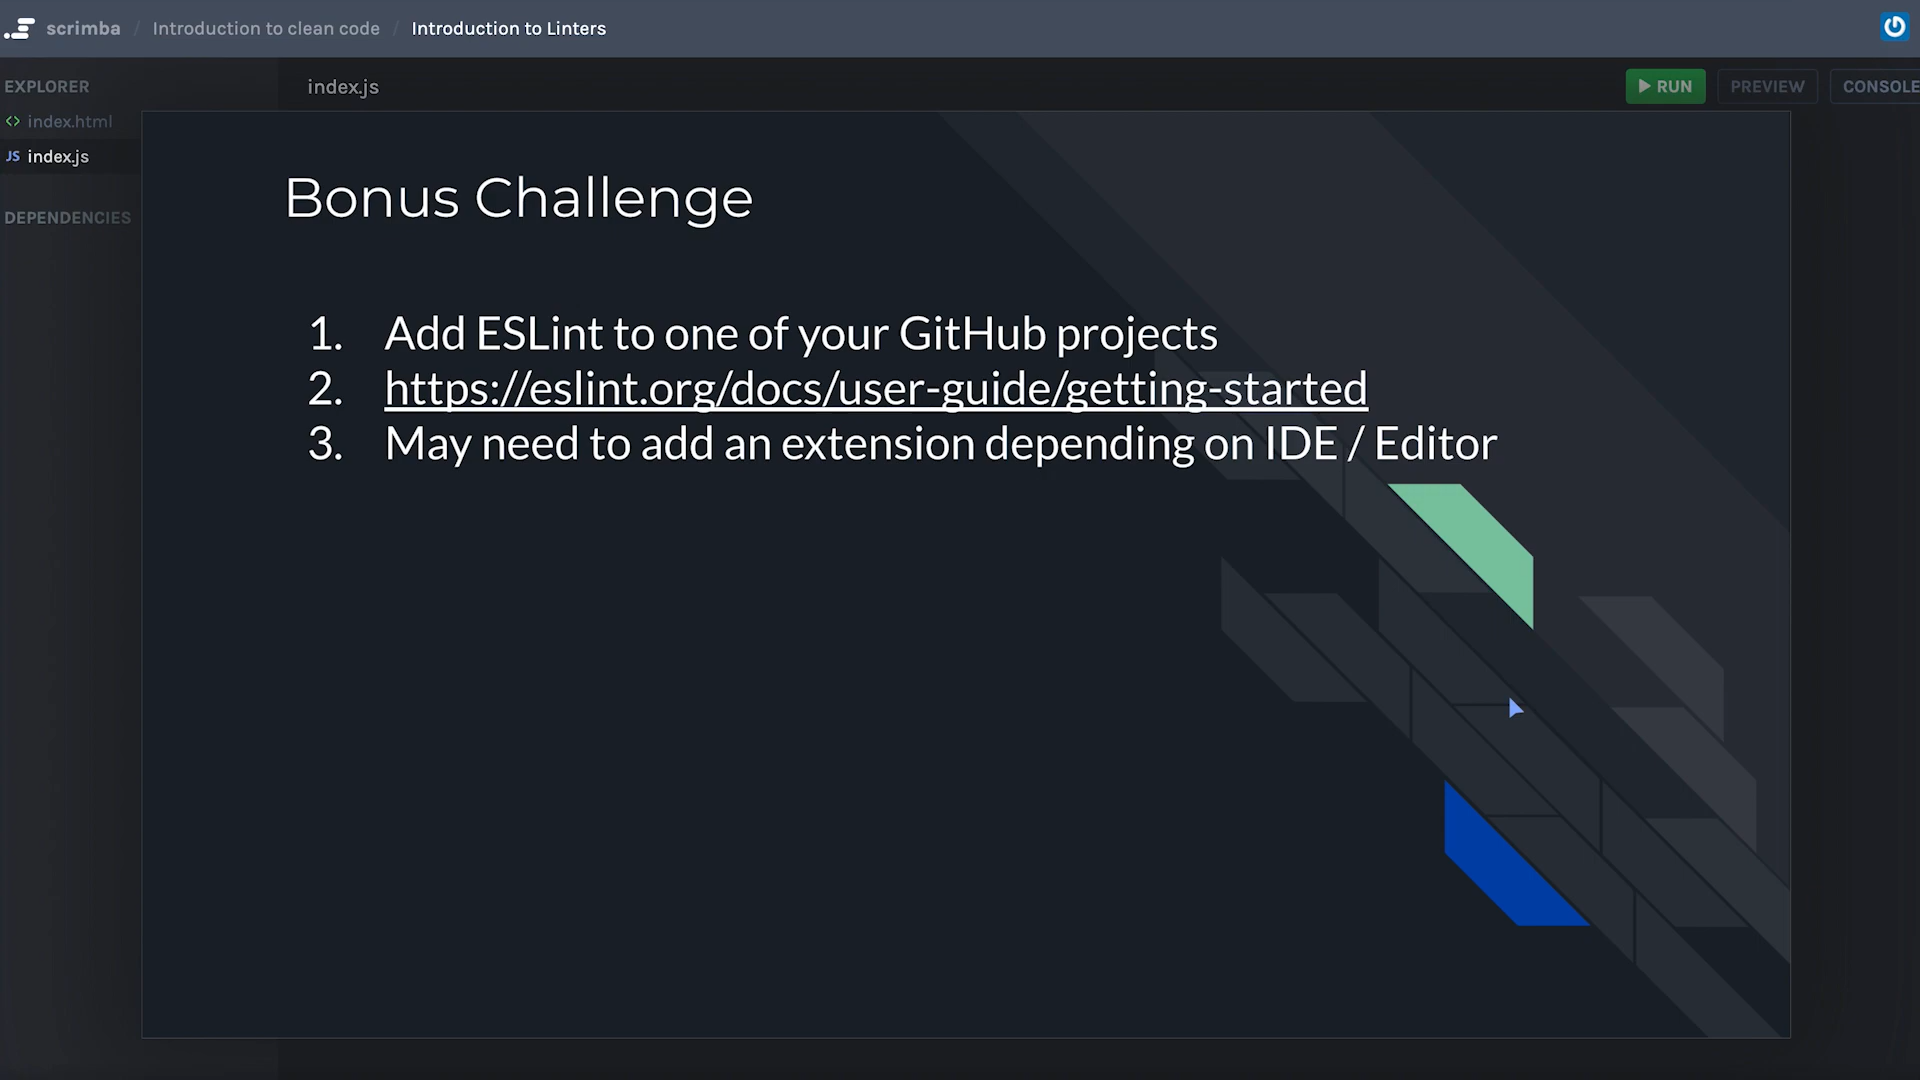 scrimba / Introduction to clean code / Introduction to Linters
EXPLORER
index.js
RUN
PREVIEW
CONSOLE
<> index.html
JS index.js
DEPENDENCIES
Bonus Challenge
1. Add ESLint to one of your GitHub projects
2. https://eslint.org/docs/user-guide/getting-started
3. May need to add an extension depending on IDE / Editor